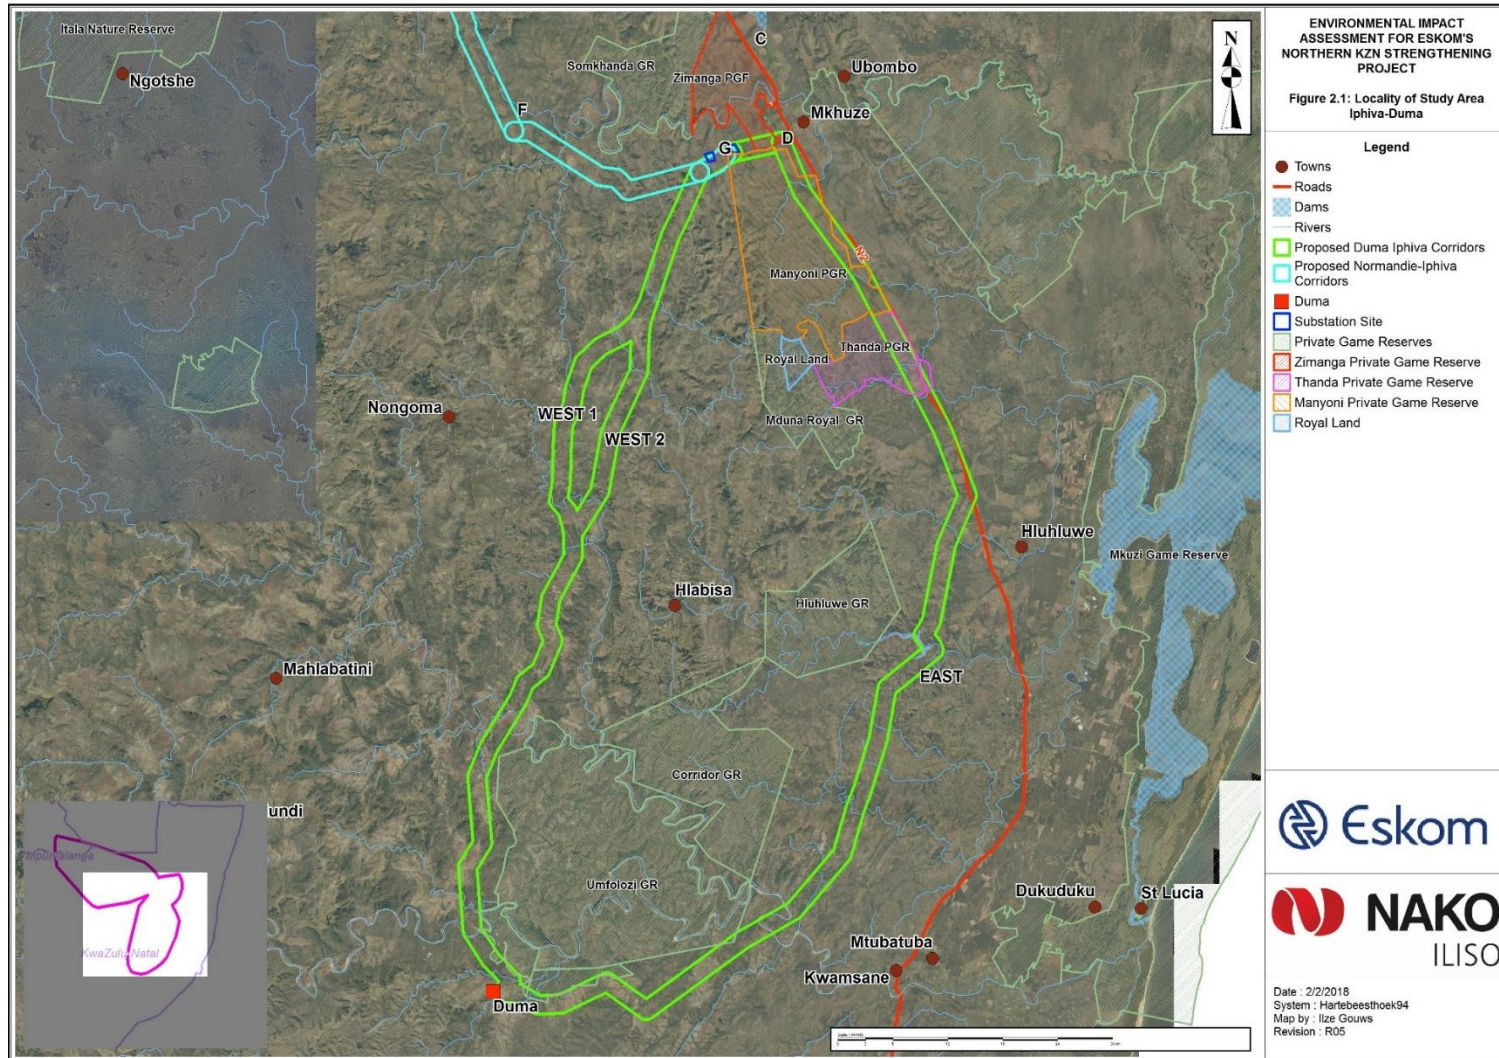 Itala Nature Reserve
Ngotshe
Somkhanda GR
C
Zimanga PGF
Ubombo
F
Mkhuze
D
G
N2
Manyoni PGR
Royal Land
Thanda PGR
Nongoma
WEST 1
WEST 2
Mduna Royal GR
Hluhluwe
Mkuzi Game Reserve
Hlabisa
Hluhluwe GR
Mahlabatini
EAST
Corridor GR
undi
Mpumalanga
Umfolozi GR
Dukuduku
St Lucia
KwaZulu-Natal
Mtubatuba
Kwamsane
Duma
N
ENVIRONMENTAL IMPACT
ASSESSMENT FOR ESKOM'S
NORTHERN KZN STRENGTHENING
PROJECT
Figure 2.1: Locality of Study Area
Iphiva-Duma
Legend
Towns
Roads
Dams
Rivers
Proposed Duma Iphiva Corridors
Proposed Normandie-Iphiva
Corridors
Duma
Substation Site
Private Game Reserves
Zimanga Private Game Reserve
Thanda Private Game Reserve
Manyoni Private Game Reserve
Royal Land
Eskom
NAKO
ILISO
Date : 2/2/2018
System : Hartebeesthoek94
Map by : Ilze Gouws
Revision : R05